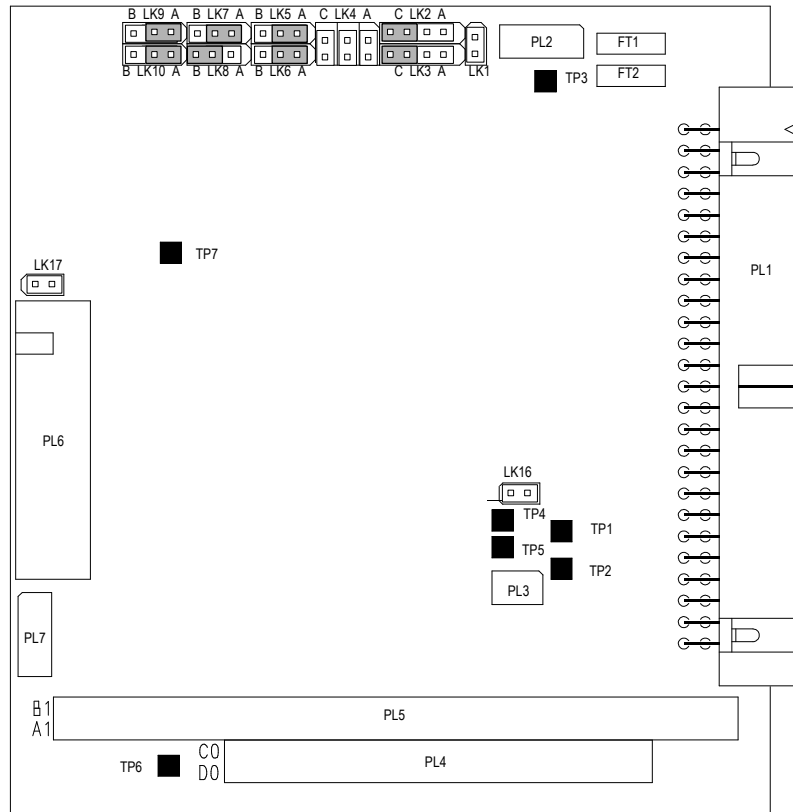 B LK9 A B LK7 A B LK5 A C LK4 A C LK2 A
B LK10 A B LK8 A B LK6 A C LK3 A LK1
PL2
FT1
FT2
TP3
TP7
LK17
PL1
PL6
LK16
TP4
TP1
TP5
TP2
PL3
PL7
B1
A1
PL5
C0
D0
PL4
TP6